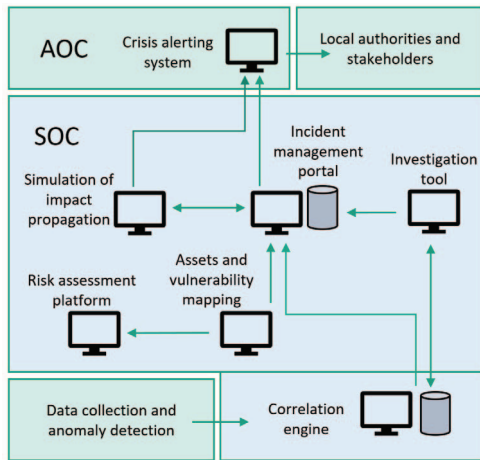 AOC
Crisis alerting
system
Local authorities and
stakeholders
SOC
Incident
management
portal
Investigation
tool
Simulation of
impact
propagation
Assets and
vulnerability
mapping
Risk assessment
platform
Data collection and
anomaly detection
Correlation
engine